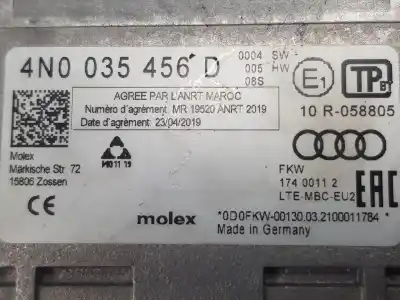 4N0 035 456 D
0004 SW
005 HW
08S
E1
TP
BT
10 R-058805
AGREE PAR L'ANRT MAROC
Numéro d'agrément: MR 19520 ANRT 2019
Date d'agrément: 23/04/2019
Molex
Märkische Str. 72
15806 Zossen
FKW
174 0011 2
LTE-MBC-EU2
EAC
CE
molex
*0D0FKW-00130.03.2100011784*
Made in Germany